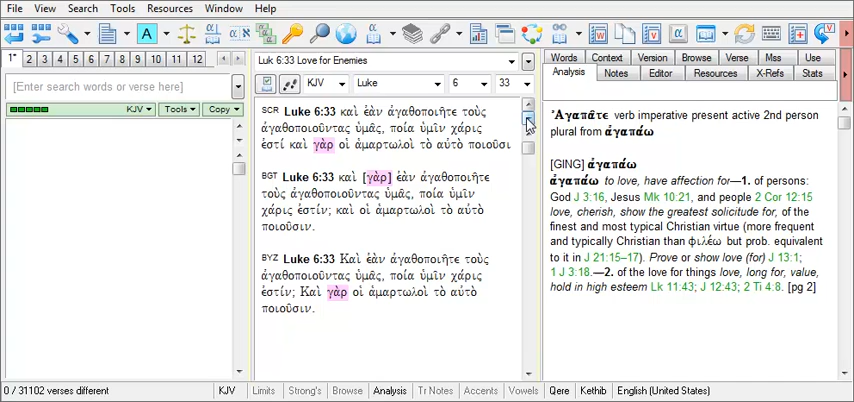 File View Search Tools Resources Window Help
1* 2 3 4 5 6 7 8 9 10 11 12
[Enter search words or verse here]
KJV Tools Copy
Luk 6:33 Love for Enemies
KJV Luke 6 33
SCR Luke 6:33 καὶ ἐὰν ἀγαθοποιῆτε τοὺς
ἀγαθοποιοῦντας ὑμᾶς, ποία ὑμῖν χάρις
ἐστί καὶ γὰρ οἱ ἁμαρτωλοὶ τὸ αὐτὸ ποιοῦσι
BGT Luke 6:33 καὶ [γὰρ] ἐὰν ἀγαθοποιῆτε
τοὺς ἀγαθοποιοῦντας ὑμᾶς, ποία ὑμῖν
χάρις ἐστίν; καὶ οἱ ἁμαρτωλοὶ τὸ αὐτὸ
ποιοῦσιν.
BYZ Luke 6:33 Καὶ ἐὰν ἀγαθοποιῆτε τοὺς
ἀγαθοποιοῦντας ὑμᾶς, ποία ὑμῖν χάρις
ἐστίν; Καὶ γὰρ οἱ ἁμαρτωλοὶ τὸ αὐτὸ
ποιοῦσιν.
Words Context Version Browse Verse Mss Use
Analysis Notes Editor Resources X-Refs Stats
Ἀγαπᾶτε verb imperative present active 2nd person
plural from ἀγαπάω
[GING] ἀγαπάω
ἀγαπάω to love, have affection for—1. of persons:
God J 3:16, Jesus Mk 10:21, and people 2 Cor 12:15
love, cherish, show the greatest solicitude for, of the
finest and most typical Christian virtue (more frequent
and typically Christian than φιλέω but prob. equivalent
to it in J 21:15–17). Prove or show love (for) J 13:1;
1 J 3:18.—2. of the love for things love, long for, value,
hold in high esteem Lk 11:43; J 12:43; 2 Ti 4:8. [pg 2]
0 / 31102 verses different KJV Limits Strong's Browse Analysis Tr Notes Accents Vowels Qere Kethib English (United States)